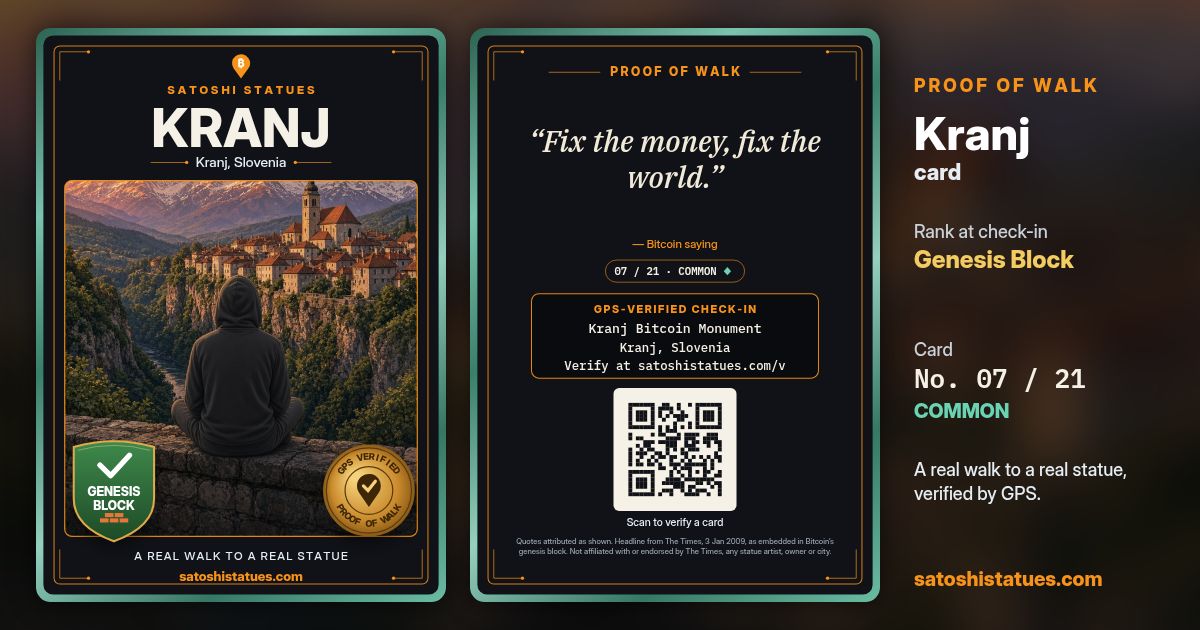 SATOSHI STATUES
KRANJ
Kranj, Slovenia
GENESIS
BLOCK
GPS VERIFIED
PROOF OF WALK
A REAL WALK TO A REAL STATUE
satoshistatues.com
PROOF OF WALK
“Fix the money, fix the
world.”
— Bitcoin saying
07 / 21 · COMMON
GPS-VERIFIED CHECK-IN
Kranj Bitcoin Monument
Kranj, Slovenia
Verify at satoshistatues.com/v
Scan to verify a card
Quotes attributed as shown. Headline from The Times, 3 Jan 2009, as embedded in Bitcoin's
genesis block. Not affiliated with or endorsed by The Times, any statue artist, owner or city.
PROOF OF WALK
Kranj
card
Rank at check-in
Genesis Block
Card
No. 07 / 21
COMMON
A real walk to a real statue,
verified by GPS.
satoshistatues.com